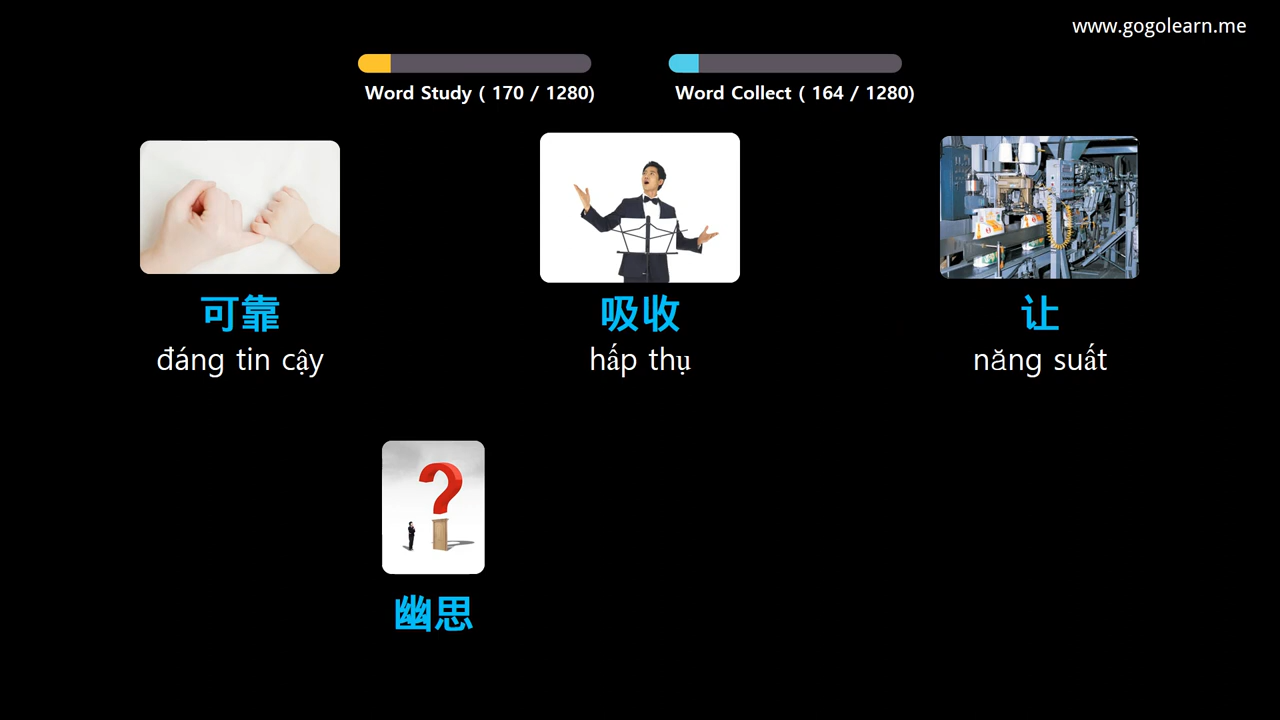 www.gogolearn.me
Word Study ( 170 / 1280)
Word Collect ( 164 / 1280)
可靠
吸收
让
đáng tin cậy
hấp thụ
năng suất
幽思